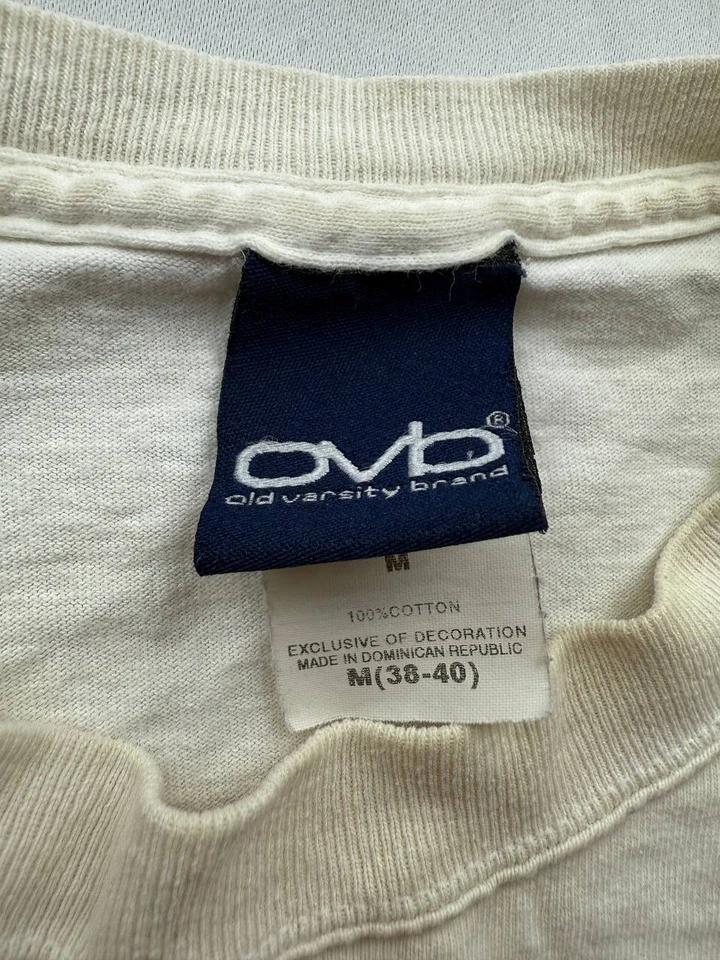 ovb®
old varsity brand
M
100%COTTON
EXCLUSIVE OF DECORATION
MADE IN DOMINICAN REPUBLIC
M(38-40)